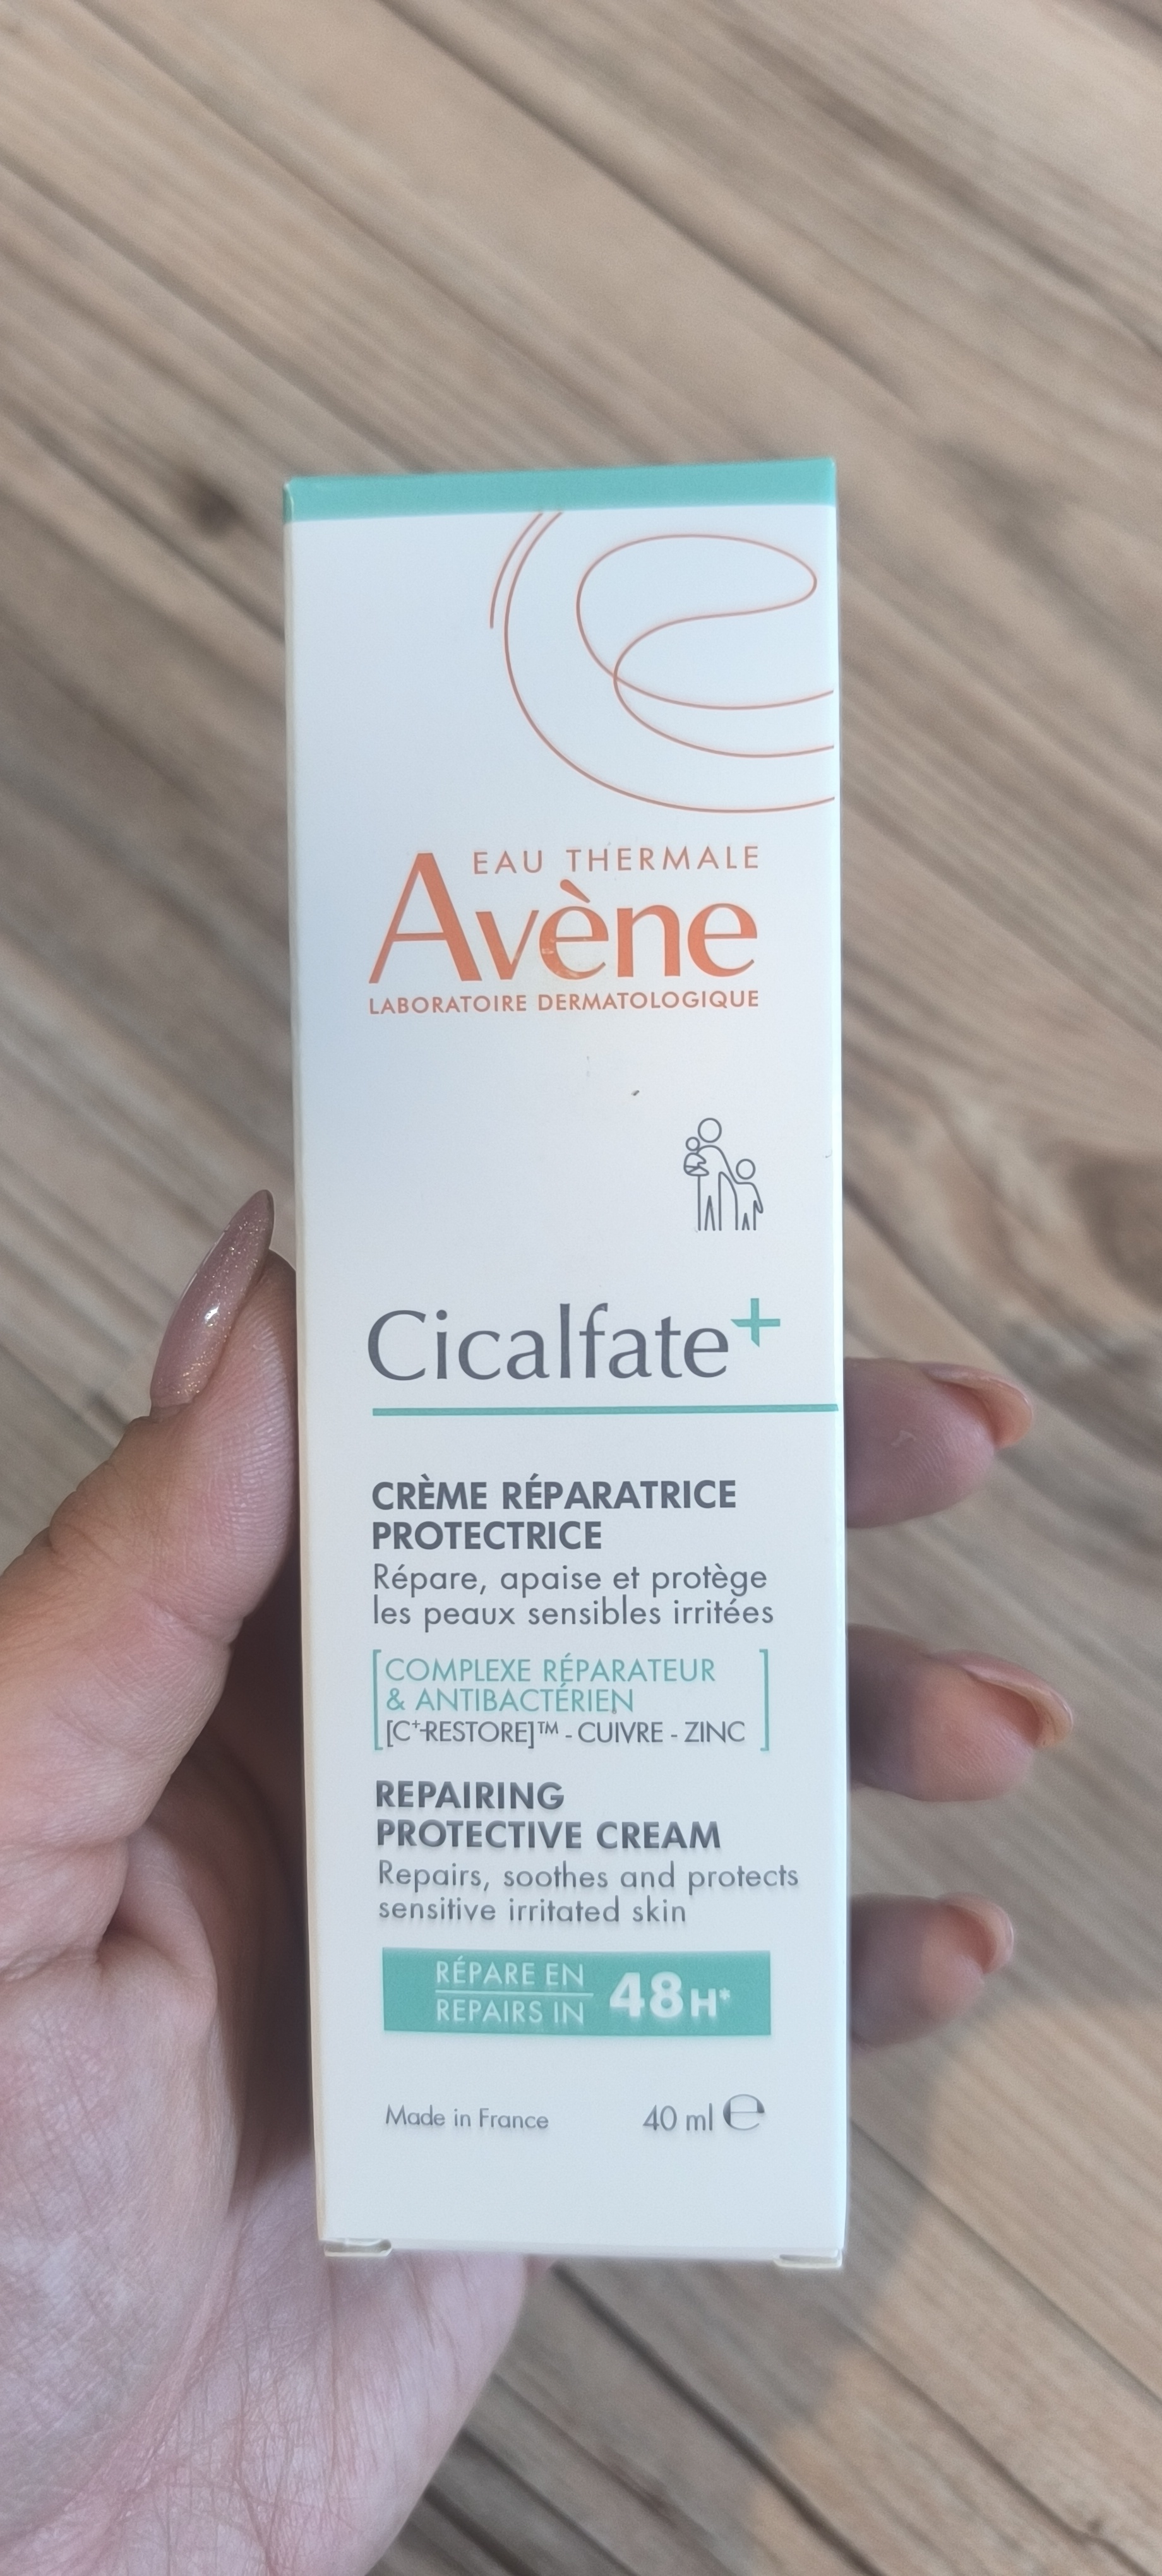 EAU THERMALE
Avène
LABORATOIRE DERMATOLOGIQUE
Cicalfate+
CRÈME RÉPARATRICE
PROTECTRICE
Répare, apaise et protège
les peaux sensibles irritées
COMPLEXE RÉPARATEUR
& ANTIBACTÉRIEN
[C+-RESTORE]™ - CUIVRE - ZINC
REPAIRING
PROTECTIVE CREAM
Repairs, soothes and protects
sensitive irritated skin
RÉPARE EN
REPAIRS IN 48H*
Made in France 40 ml ℮